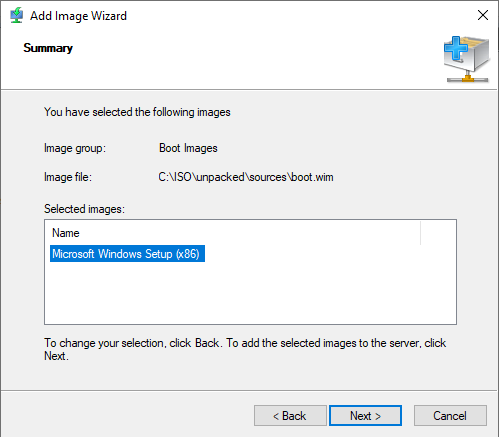 Add Image Wizard
Summary
You have selected the following images
Image group: Boot Images
Image file: C:\ISO\unpacked\sources\boot.wim
Selected images:
Name
Microsoft Windows Setup (x86)
To change your selection, click Back. To add the selected images to the server, click
Next.
< Back Next > Cancel